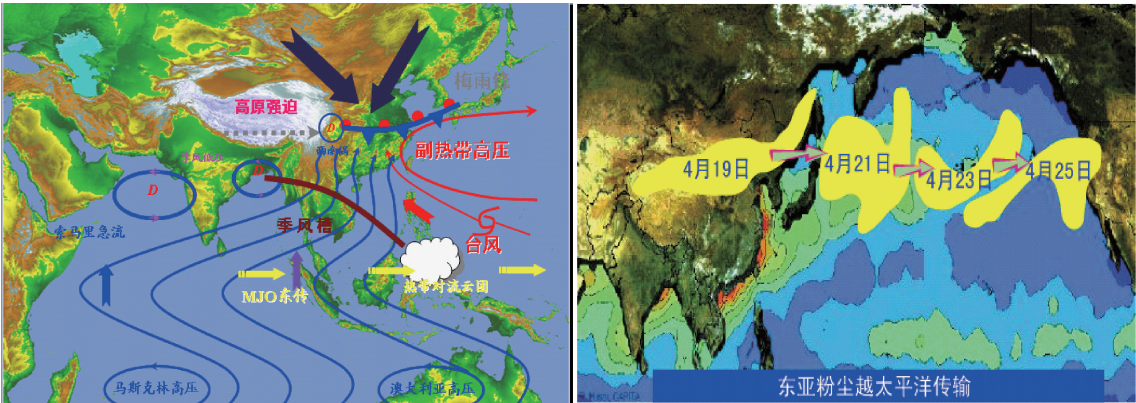 梅雨锋
高原强迫
D
西南涡
副热带高压
D
D
季风槽
台风
索马里急流
MJO东传
热带对流云团
马斯克林高压
澳大利亚高压
4月19日
4月21日
4月23日
4月25日
东亚粉尘越太平洋传输